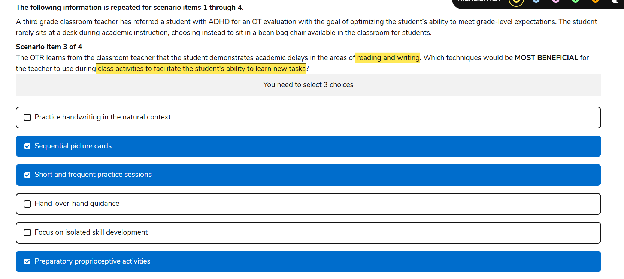 The following information is repeated for scenario items 1 through 4.
A third grade classroom teacher has referred a student with ADHD for an OT evaluation with the goal of optimizing the student's ability to meet grade-level expectations. The student
rarely sits at a desk during academic instruction, choosing instead to sit in a bean bag chair available in the classroom for students.
Scenario Item 3 of 4
The OTR learns from the classroom teacher that the student demonstrates academic delays in the areas of reading and writing. Which techniques would be MOST BENEFICIAL for
the teacher to use during class activities to facilitate the student's ability to learn new tasks?
You need to select 3 choices
Practice handwriting in the natural context
Sequential picture cards
Short and frequent practice sessions
Hand-over-hand guidance
Focus on isolated skill development
Preparatory proprioceptive activities